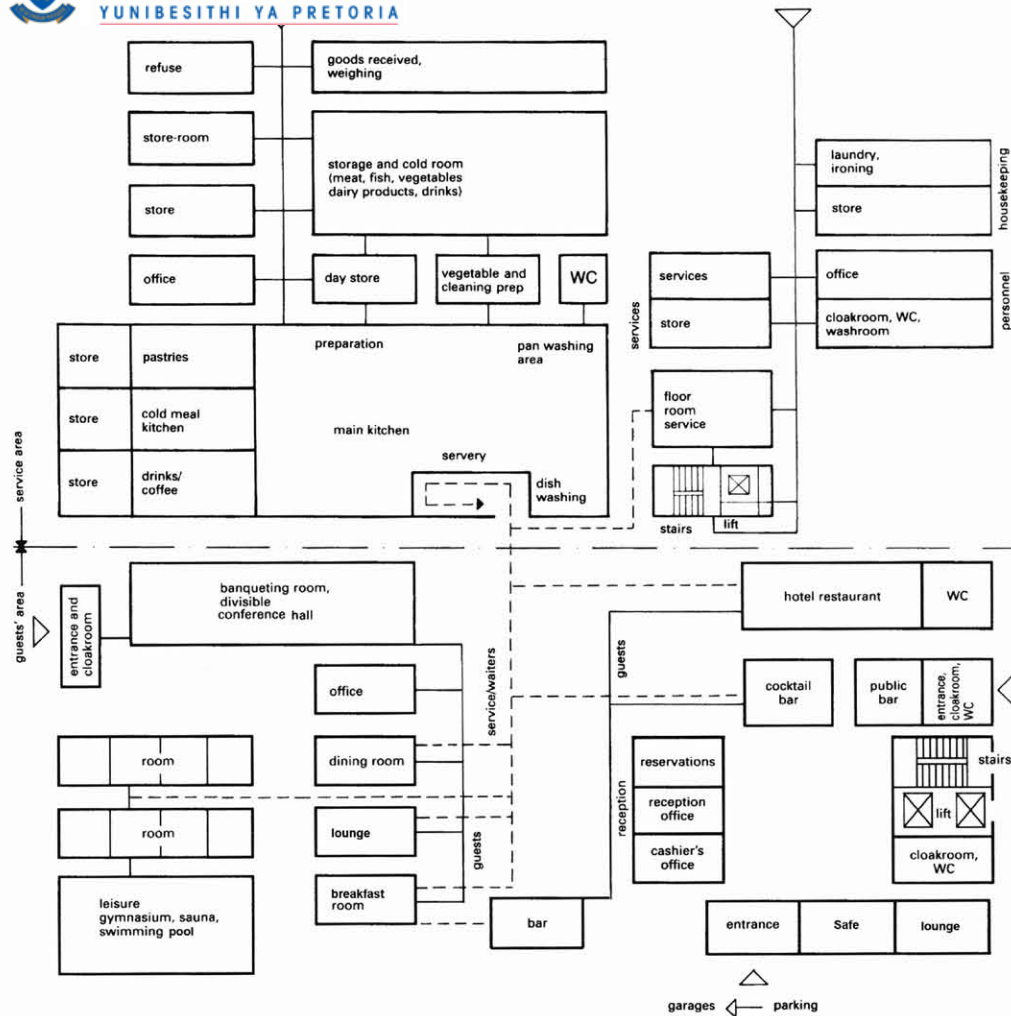 YUNIBESITHI YA PRETORIA
refuse
goods received,
weighing
store-room
storage and cold room
(meat, fish, vegetables
dairy products, drinks)
store
office
day store
vegetable and
cleaning prep
WC
laundry,
ironing
store
housekeeping
services
store
services
office
cloakroom, WC,
washroom
personnel
store
pastries
preparation
pan washing
area
store
cold meal
kitchen
main kitchen
floor
room
service
store
drinks/
coffee
servery
dish
washing
stairs
lift
service area
guests' area
entrance and
cloakroom
banqueting room,
divisible
conference hall
hotel restaurant
WC
office
service/waiters
guests
cocktail
bar
public
bar
entrance,
cloakroom,
WC
room
dining room
reservations
stairs
room
lounge
guests
reception
reception
office
lift
cashier's
office
cloakroom,
WC
leisure
gymnasium, sauna,
swimming pool
breakfast
room
bar
entrance
Safe
lounge
garages
parking